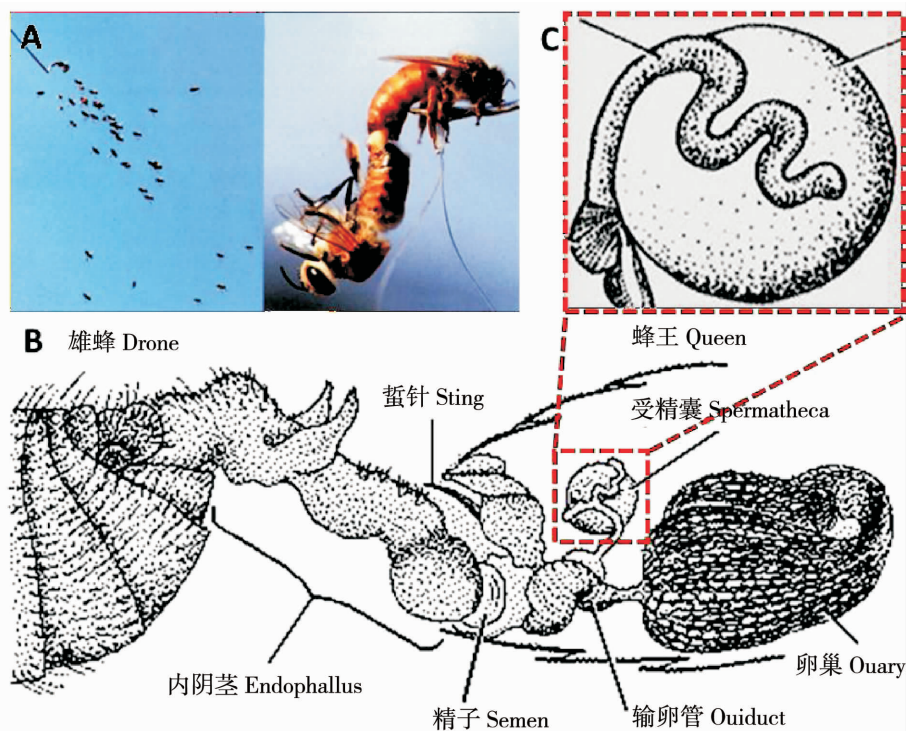 A
C
B
雄蜂 Drone
蜂王 Queen
蜇针 Sting
受精囊 Spermatheca
内阴茎 Endophallus
精子 Semen
输卵管 Ouiduct
卵巢 Ouary